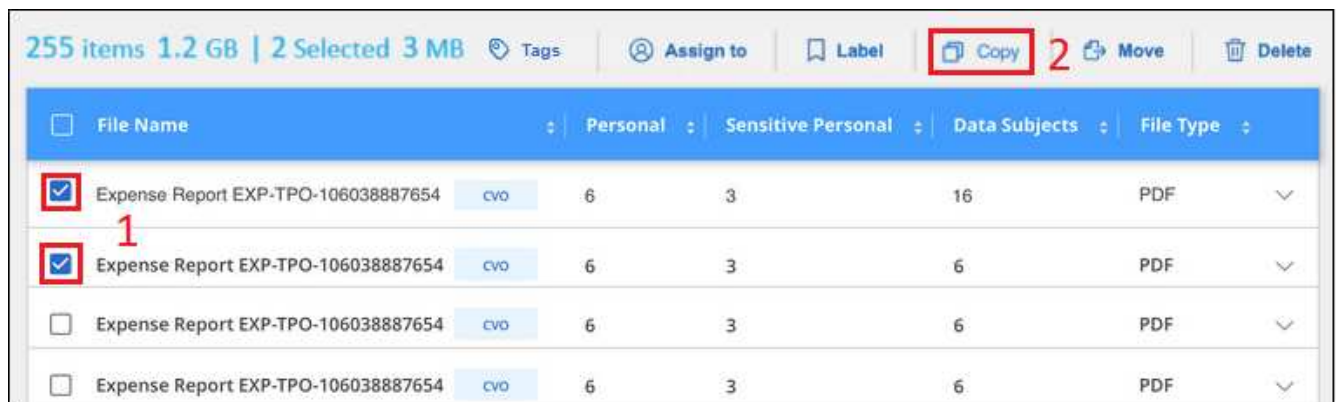 255 items 1.2 GB | 2 Selected 3 MB Tags Assign to Label Copy 2 Move Delete
File Name Personal Sensitive Personal Data Subjects File Type
Expense Report EXP-TPO-106038887654 CVO 6 3 16 PDF
1
Expense Report EXP-TPO-106038887654 CVO 6 3 6 PDF
Expense Report EXP-TPO-106038887654 CVO 6 3 6 PDF
Expense Report EXP-TPO-106038887654 CVO 6 3 6 PDF